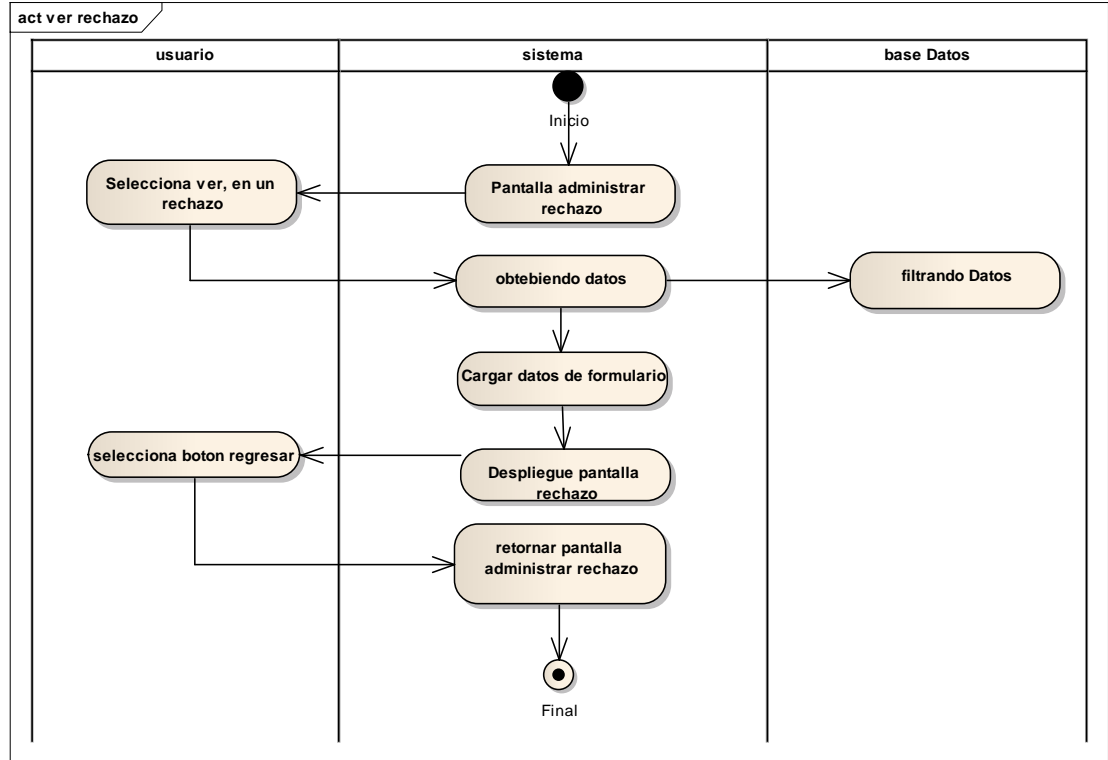 act ver rechazo
usuario
sistema
base Datos
Inicio
Selecciona ver, en un
rechazo
Pantalla administrar
rechazo
obtebiendo datos
filtrando Datos
Cargar datos de formulario
selecciona boton regresar
Despliegue pantalla
rechazo
retornar pantalla
administrar rechazo
Final